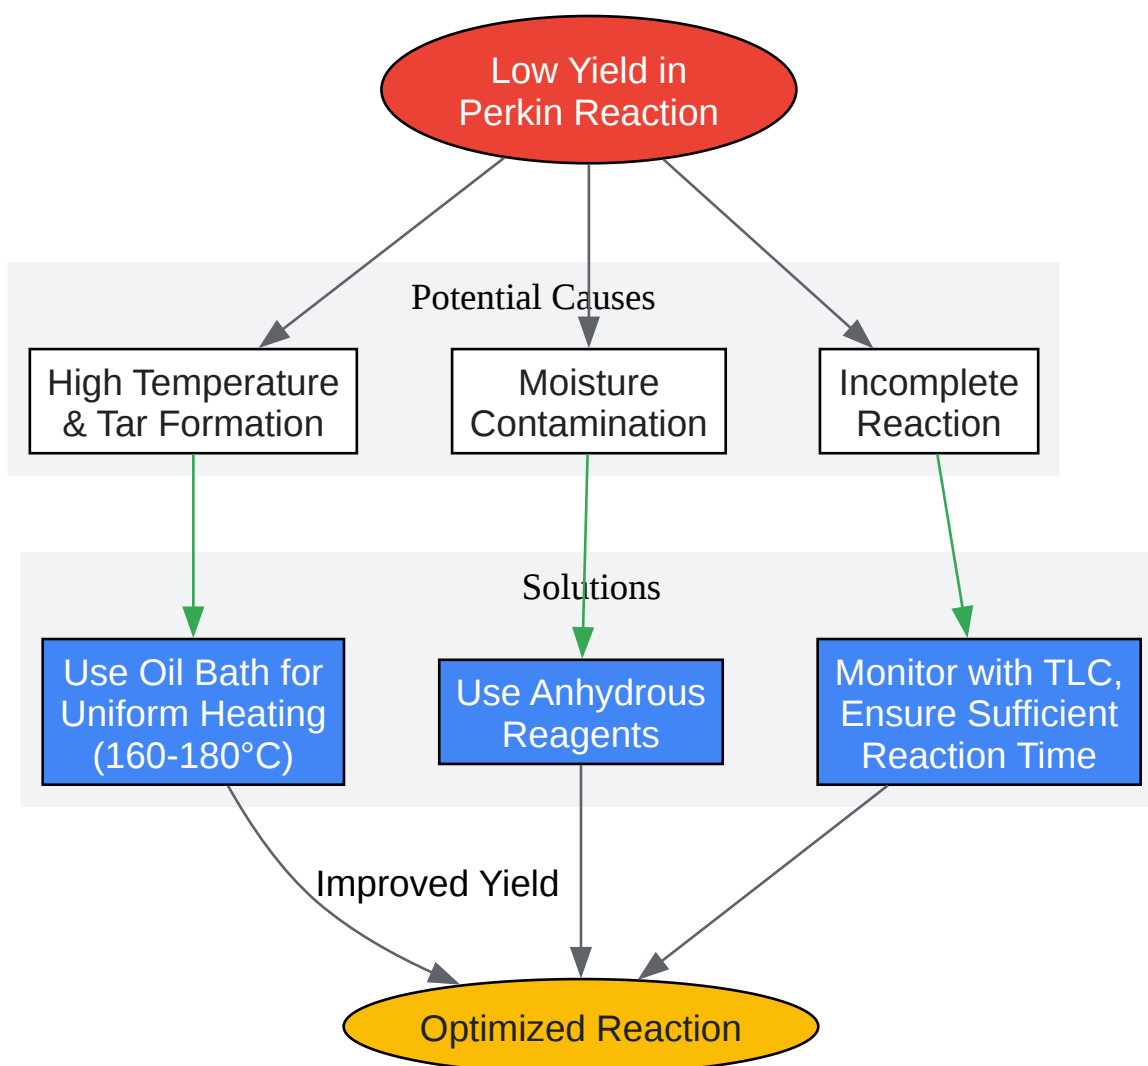 Low Yield in
Perkin Reaction
Potential Causes
High Temperature
& Tar Formation
Moisture
Contamination
Incomplete
Reaction
Solutions
Use Oil Bath for
Uniform Heating
(160-180°C)
Use Anhydrous
Reagents
Monitor with TLC,
Ensure Sufficient
Reaction Time
Improved Yield
Optimized Reaction